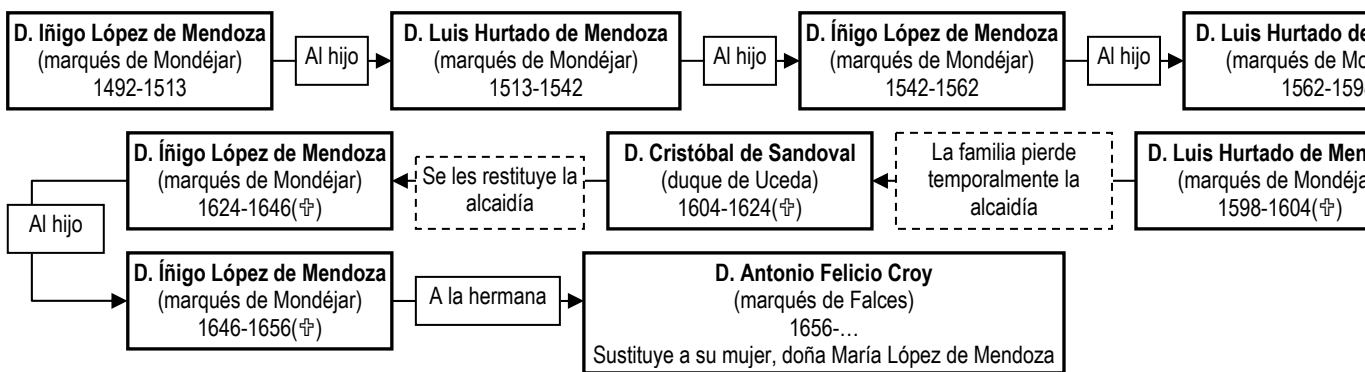 D. Iñigo López de Mendoza
(marqués de Mondéjar)
1492-1513
Al hijo
D. Luis Hurtado de Mendoza
(marqués de Mondéjar)
1513-1542
Al hijo
D. Íñigo López de Mendoza
(marqués de Mondéjar)
1542-1562
Al hijo
D. Luis Hurtado de
(marqués de Mo
1562-159
D. Luis Hurtado de Men
(marqués de Mondéja
1598-1604(✞)
La familia pierde
temporalmente la
alcaidía
D. Cristóbal de Sandoval
(duque de Uceda)
1604-1624(✞)
Se les restituye la
alcaidía
D. Íñigo López de Mendoza
(marqués de Mondéjar)
1624-1646(✞)
Al hijo
D. Íñigo López de Mendoza
(marqués de Mondéjar)
1646-1656(✞)
A la hermana
D. Antonio Felicio Croy
(marqués de Falces)
1656-…
Sustituye a su mujer, doña María López de Mendoza